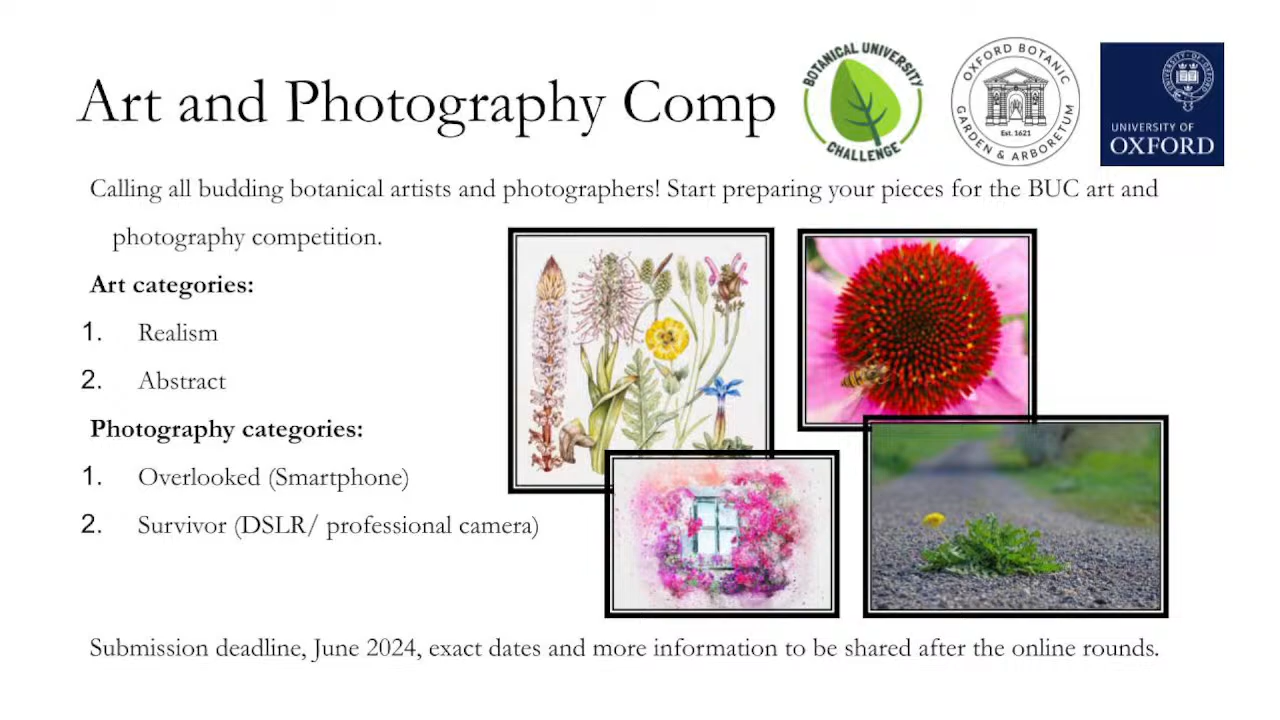 Art and Photography Comp
BOTANICAL UNIVERSITY
CHALLENGE
OXFORD BOTANIC
GARDEN & ARBORETUM
Est. 1621
UNIVERSITY OF OXFORD
UNIVERSITY OF
OXFORD
Calling all budding botanical artists and photographers! Start preparing your pieces for the BUC art and
photography competition.
Art categories:
1. Realism
2. Abstract
Photography categories:
1. Overlooked (Smartphone)
2. Survivor (DSLR/ professional camera)
Submission deadline, June 2024, exact dates and more information to be shared after the online rounds.